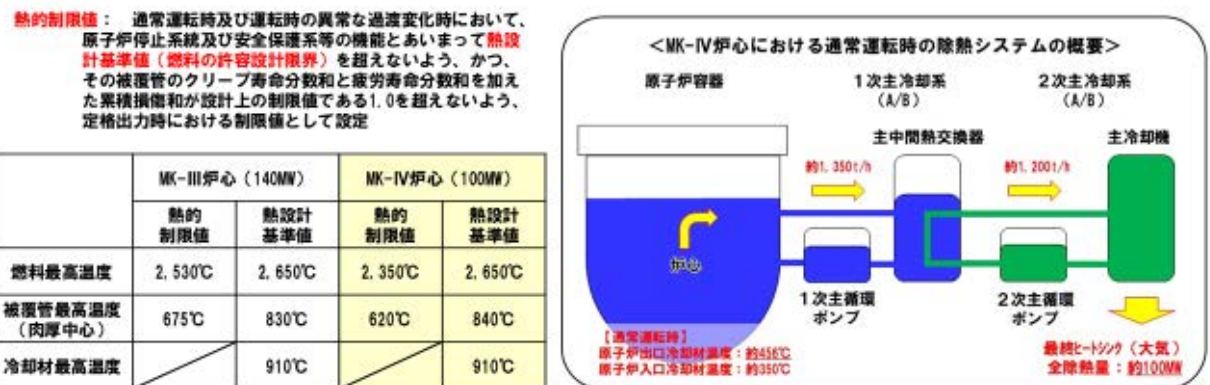 熱的制限値： 通常運転時及び運転時の異常な過渡変化時において、
原子炉停止系統及び安全保護系等の機能とあいまって熱設
計基準値（燃料の許容設計限界）を超えないよう、かつ、
その被覆管のクリープ寿命分数和と疲労寿命分数和を加え
た累積損傷和が設計上の制限値である1.0を超えないよう、
定格出力時における制限値として設定
MK-III炉心（140MW） MK-IV炉心（100MW）
熱的制限値 熱設計基準値 熱的制限値 熱設計基準値
燃料最高温度 2,530℃ 2,650℃ 2,350℃ 2,650℃
被覆管最高温度（肉厚中心） 675℃ 830℃ 620℃ 840℃
冷却材最高温度 910℃ 910℃
＜MK-Ⅳ炉心における通常運転時の除熱システムの概要＞
原子炉容器 1次主冷却系 2次主冷却系
（A/B） （A/B）
主中間熱交換器 主冷却機
約1,350t/h 約1,200t/h
炉心
1次主循環ポンプ 2次主循環ポンプ
【通常運転時】
原子炉出口冷却材温度：約456℃
原子炉入口冷却材温度：約350℃
最終ヒートシンク（大気）
全除熱量：約100MW